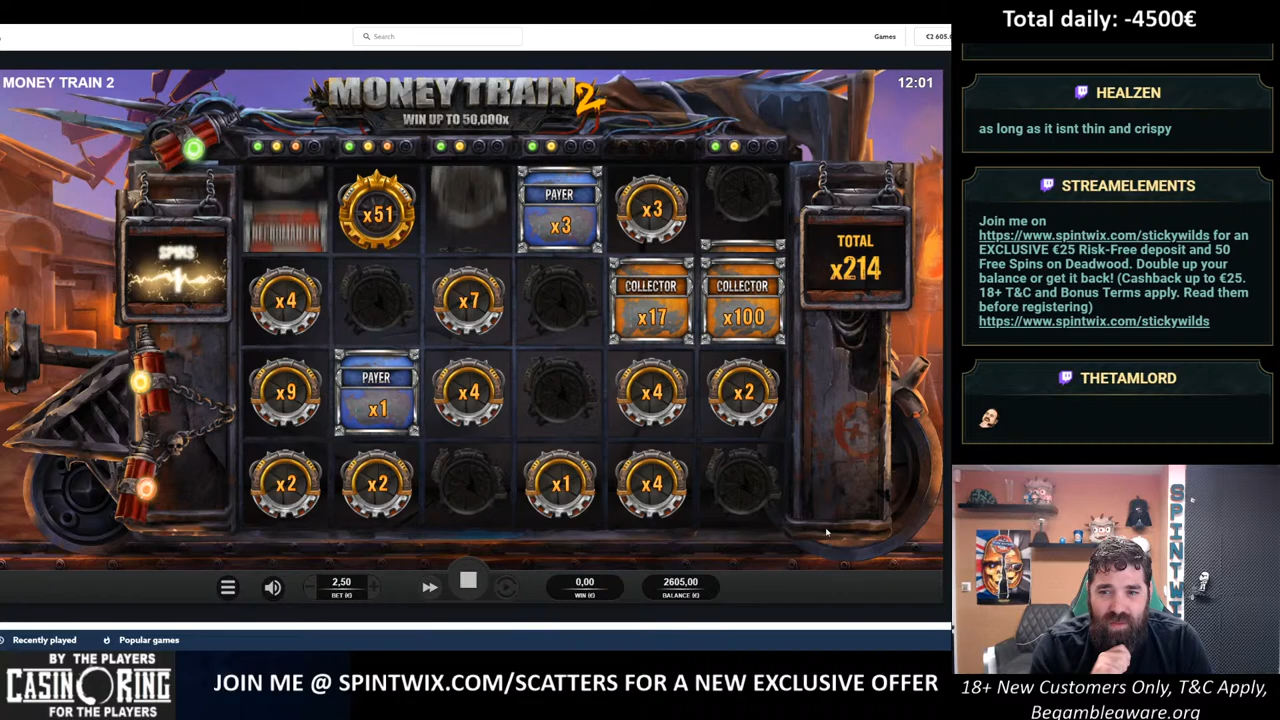 Total daily: -4500€
Search
Games
€2 605.0
MONEY TRAIN 2
MONEY TRAIN 2
WIN UP TO 50,000x
12:01
HEALZEN
as long as it isnt thin and crispy
STREAMELEMENTS
Join me on
https://www.spintwix.com/stickywilds for an
EXCLUSIVE €25 Risk-Free deposit and 50
Free Spins on Deadwood. Double up your
balance or get it back! (Cashback up to €25.
18+ T&C and Bonus Terms apply. Read them
before registering)
https://www.spintwix.com/stickywilds
THETAMLORD
SPINS
1
x51
PAYER
x3
x3
TOTAL
x214
x4
x7
COLLECTOR
x17
COLLECTOR
x100
x9
PAYER
x1
x4
x4
x2
x2
x2
x1
x4
2,50
BET (€)
0,00
WIN (€)
2605,00
BALANCE (€)
Recently played
Popular games
BY THE PLAYERS
CASINORING
FOR THE PLAYERS
JOIN ME @ SPINTWIX.COM/SCATTERS FOR A NEW EXCLUSIVE OFFER
SPINTWI
18+ New Customers Only, T&C Apply,
Begambleaware.org